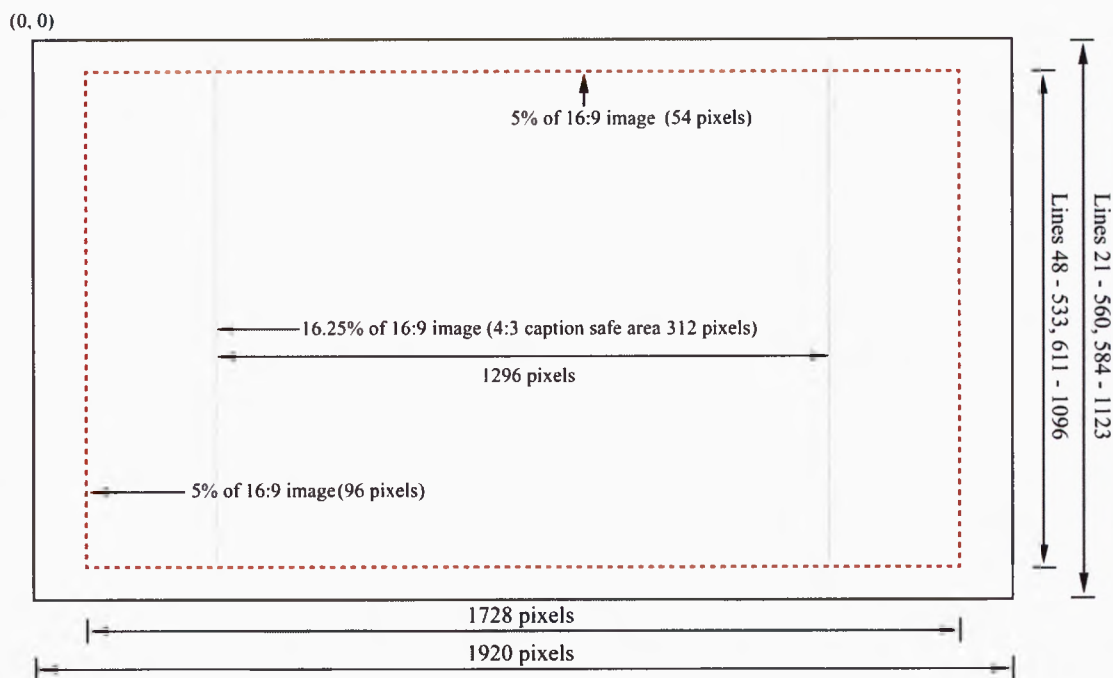 (0, 0)
5% of 16:9 image (54 pixels)
16.25% of 16:9 image (4:3 caption safe area 312 pixels)
1296 pixels
5% of 16:9 image (96 pixels)
Lines 48 - 533, 611 - 1096
Lines 21 - 560, 584 - 1123
1728 pixels
1920 pixels